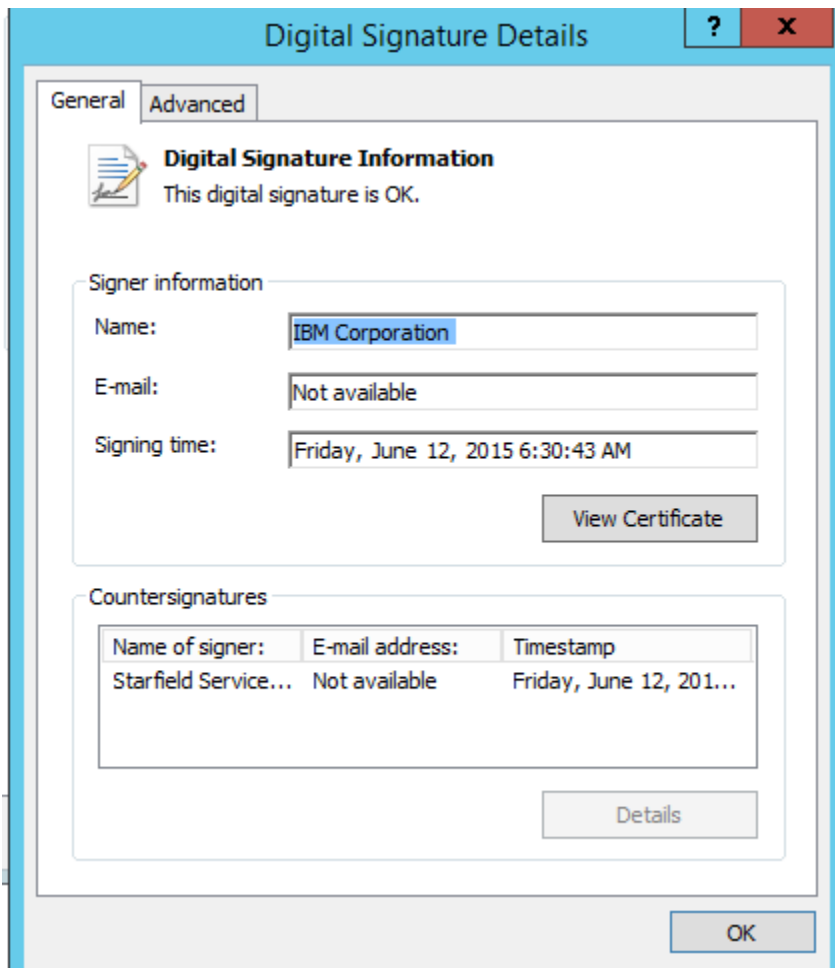 Digital Signature Details
? x
General Advanced
Digital Signature Information
This digital signature is OK.
Signer information
Name: IBM Corporation
E-mail: Not available
Signing time: Friday, June 12, 2015 6:30:43 AM
View Certificate
Countersignatures
Name of signer: E-mail address: Timestamp
Starfield Service... Not available Friday, June 12, 201...
Details
OK